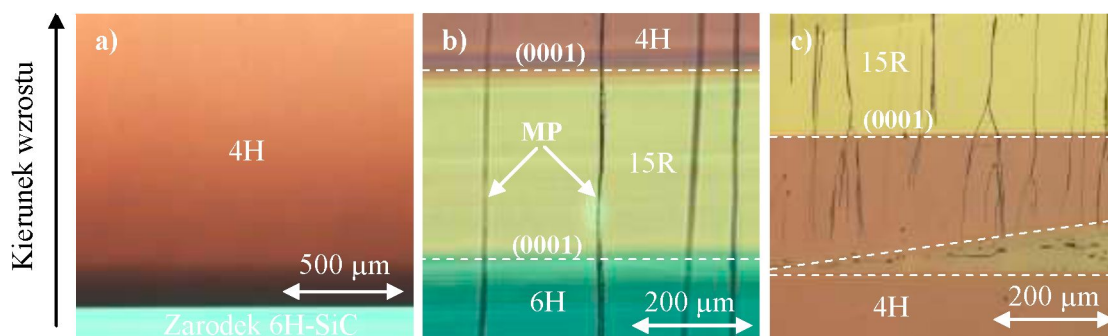 Kierunek wzrostu
a)
4H
500 µm
Zarodek 6H-SiC
b)
4H
(0001)
MP
15R
(0001)
6H
200 µm
c)
15R
(0001)
4H
200 µm